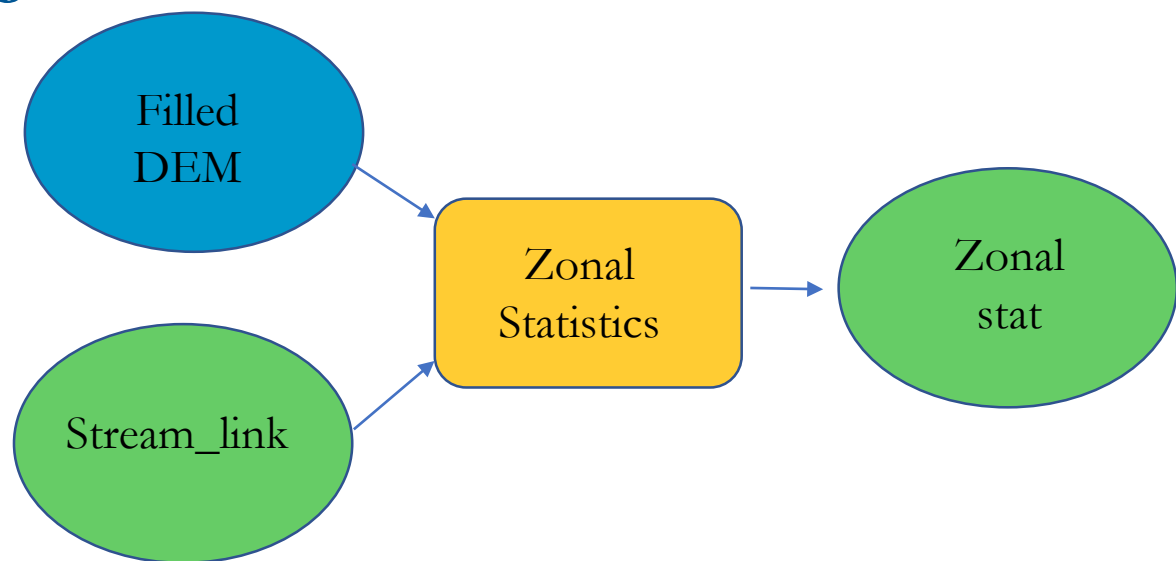 Filled
DEM
Zonal
Statistics
Zonal
stat
Stream_link